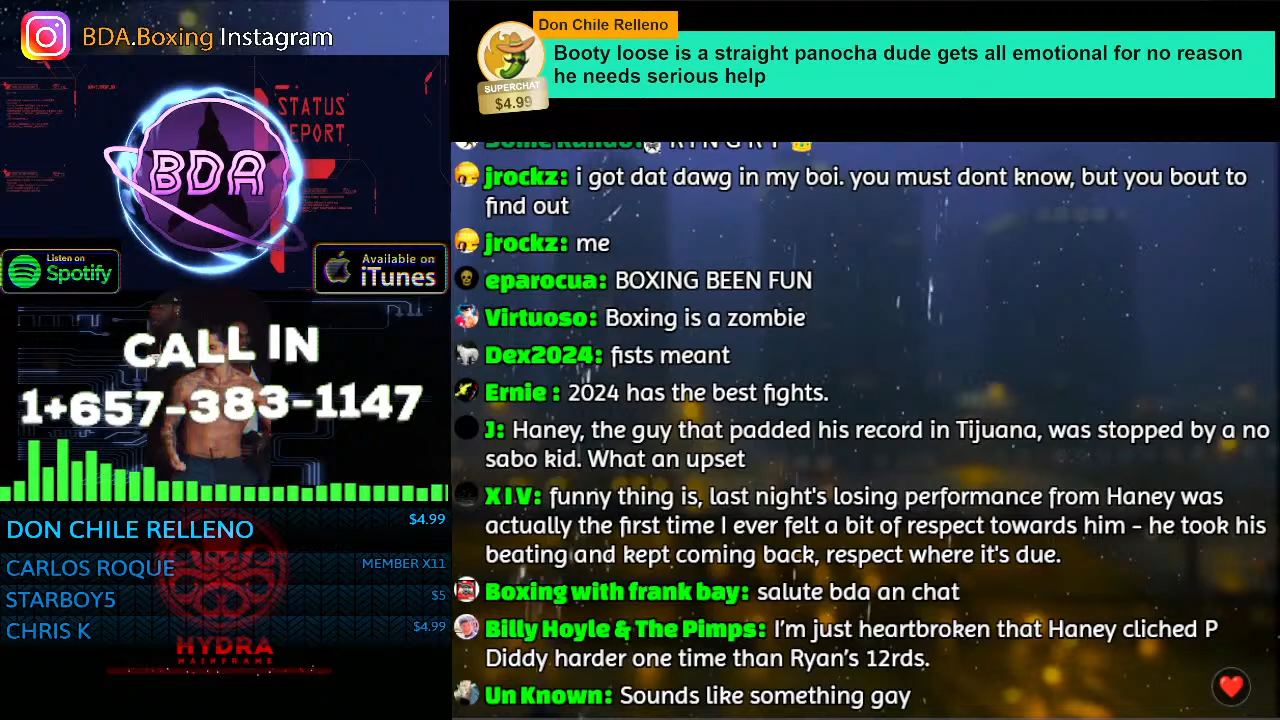 BDA.Boxing Instagram
STATUS
BDA
Listen on
Spotify
Available on
iTunes
CALL IN
1+657-383-1147
DON CHILE RELLENO $4.99
CARLOS ROQUE MEMBER X11
STARBOY5 $5
CHRIS K $4.99
HYDRA
MAINFRAME
Don Chile Relleno
Booty loose is a straight panocha dude gets all emotional for no reason
he needs serious help
SUPERCHAT
$4.99
jrockz: i got dat dawg in my boi. you must dont know, but you bout to
find out
jrockz: me
eparocua: BOXING BEEN FUN
Virtuoso: Boxing is a zombie
Dex2024: fists meant
Ernie : 2024 has the best fights.
J: Haney, the guy that padded his record in Tijuana, was stopped by a no
sabo kid. What an upset
X I V: funny thing is, last night's losing performance from Haney was
actually the first time I ever felt a bit of respect towards him - he took his
beating and kept coming back, respect where it's due.
Boxing with frank bay: salute bda an chat
Billy Hoyle & The Pimps: I’m just heartbroken that Haney cliched P
Diddy harder one time than Ryan’s 12rds.
Un Known: Sounds like something gay